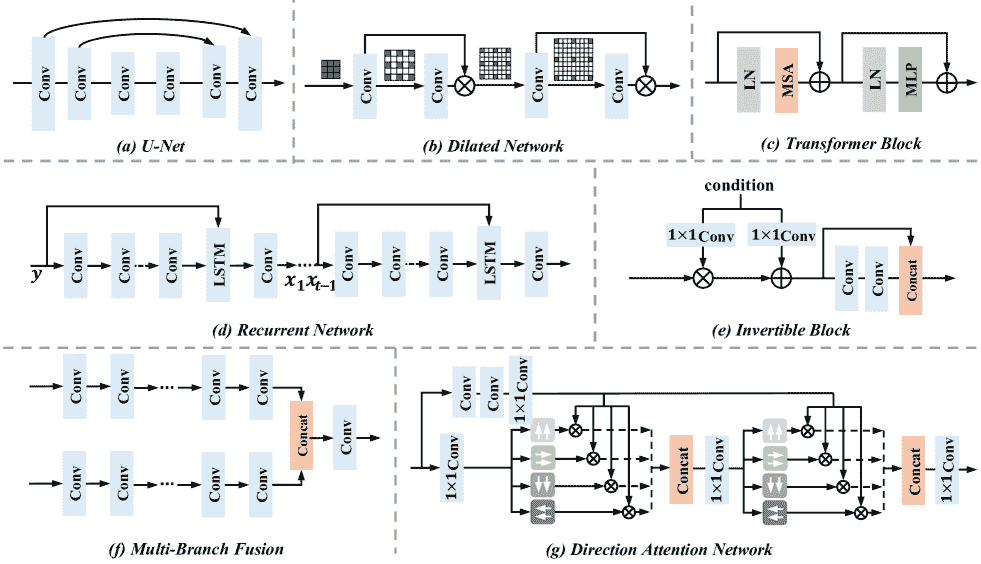 Conv Conv Conv Conv Conv Conv
(a) U-Net
Conv Conv Conv Conv
(b) Dilated Network
LN MSA LN MLP
(c) Transformer Block
y Conv Conv Conv LSTM Conv x₁ xₜ₋₁ Conv Conv Conv LSTM Conv
(d) Recurrent Network
condition
1×1Conv 1×1Conv
Conv Conv Concat
(e) Invertible Block
Conv Conv Conv Conv
Concat Conv
Conv Conv Conv Conv
(f) Multi-Branch Fusion
Conv Conv 1×1Conv
1×1Conv Concat 1×1Conv Concat 1×1Conv
(g) Direction Attention Network